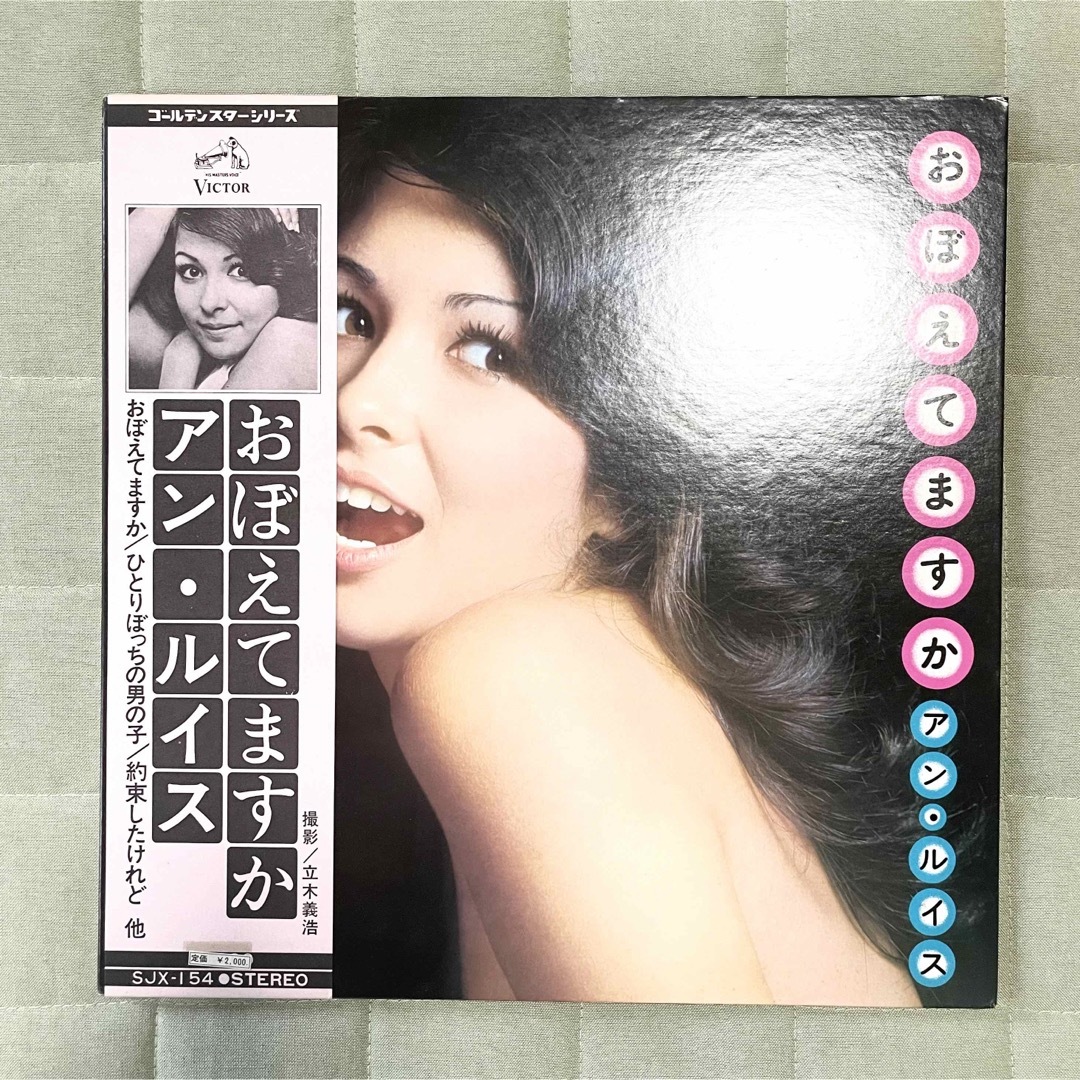 ゴールデンスターシリーズ
HIS MASTERS VOICE
VICTOR
おぼえてますか
アン・ルイス
おぼえてますか/ひとりぼっちの男の子/約束したけれど 他
撮影/立木義浩
定価 ¥2,000.
SJX-154●STEREO
おぼえてますか
アン・ルイス